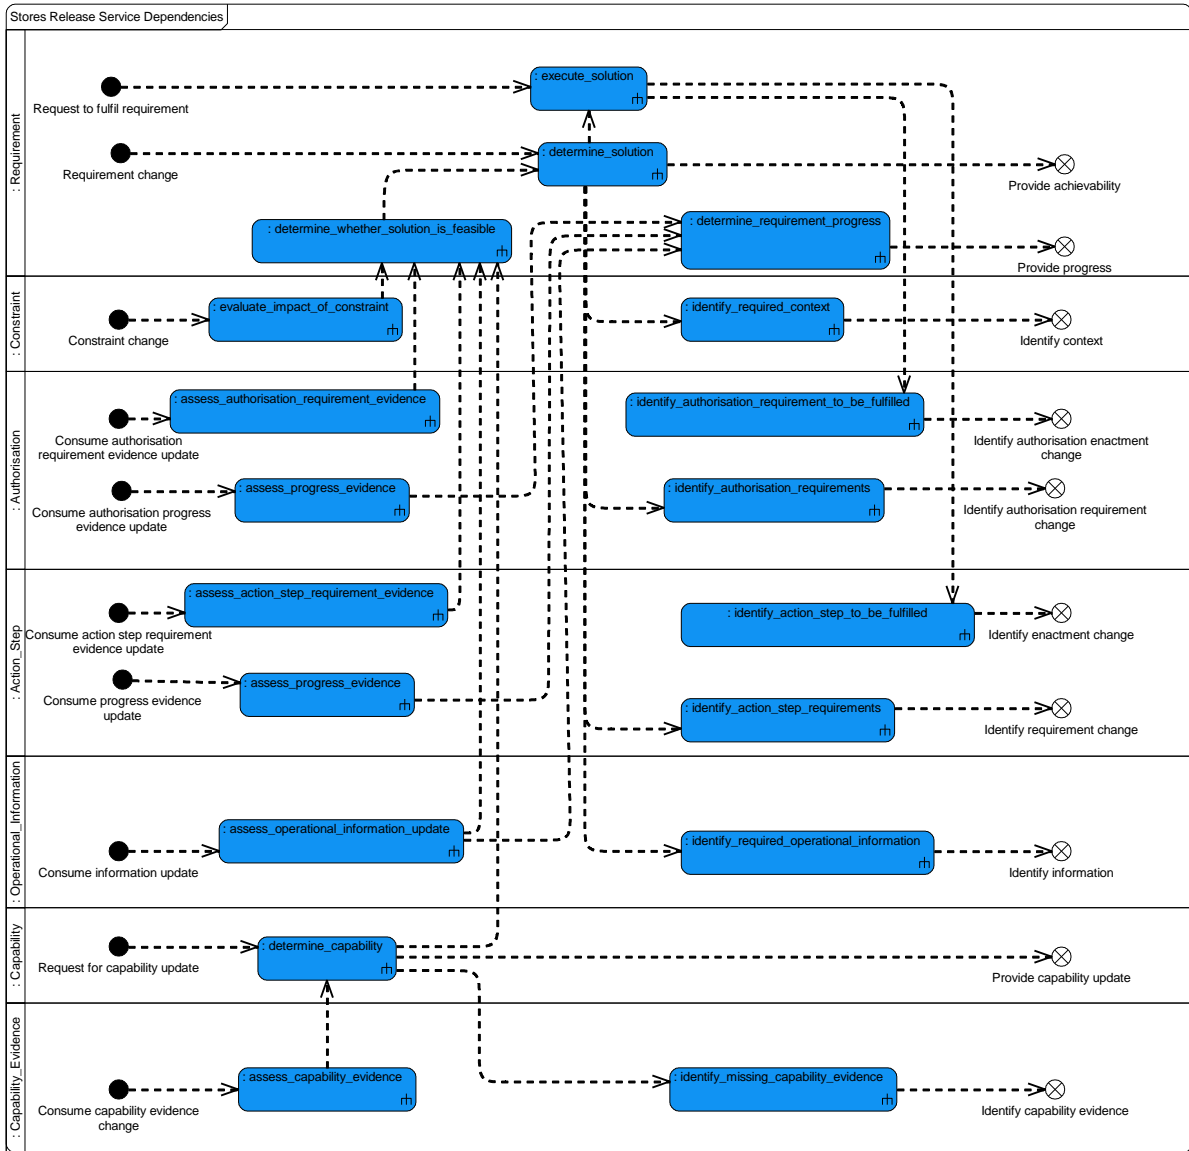 Stores Release Service Dependencies
: Requirement
: execute_solution
Request to fulfil requirement
: determine_solution
Requirement change
Provide achievability
: determine_whether_solution_is_feasible
: determine_requirement_progress
Provide progress
: Constraint
: evaluate_impact_of_constraint
: identify_required_context
Constraint change
Identify context
: Authorisation
: assess_authorisation_requirement_evidence
: identify_authorisation_requirement_to_be_fulfilled
Consume authorisation
requirement evidence update
Identify authorisation enactment
change
: assess_progress_evidence
: identify_authorisation_requirements
Consume authorisation progress
evidence update
Identify authorisation requirement
change
: Action_Step
: assess_action_step_requirement_evidence
: identify_action_step_to_be_fulfilled
Consume action step requirement
evidence update
Identify enactment change
: assess_progress_evidence
: identify_action_step_requirements
Consume progress evidence
update
Identify requirement change
: Operational_Information
: assess_operational_information_update
: identify_required_operational_information
Consume information update
Identify information
: Capability
: determine_capability
Request for capability update
Provide capability update
: Capability_Evidence
: assess_capability_evidence
: identify_missing_capability_evidence
Consume capability evidence
change
Identify capability evidence